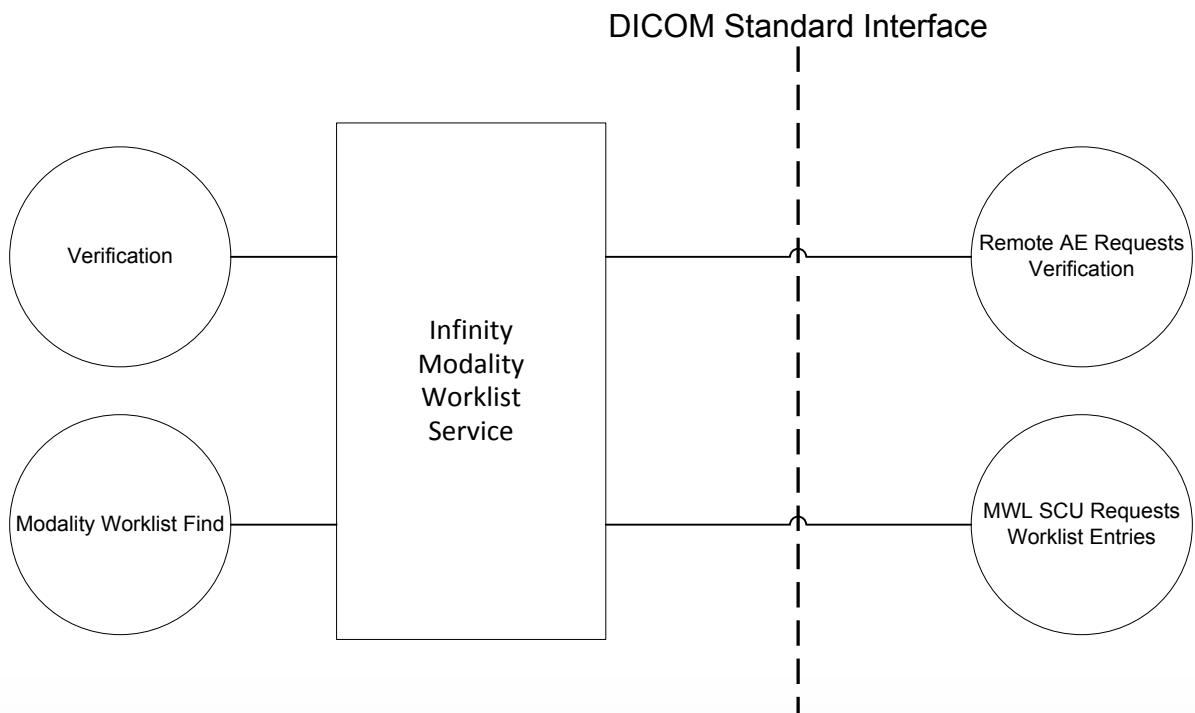 DICOM Standard Interface
Verification
Infinity
Modality
Worklist
Service
Remote AE Requests
Verification
Modality Worklist Find
MWL SCU Requests
Worklist Entries